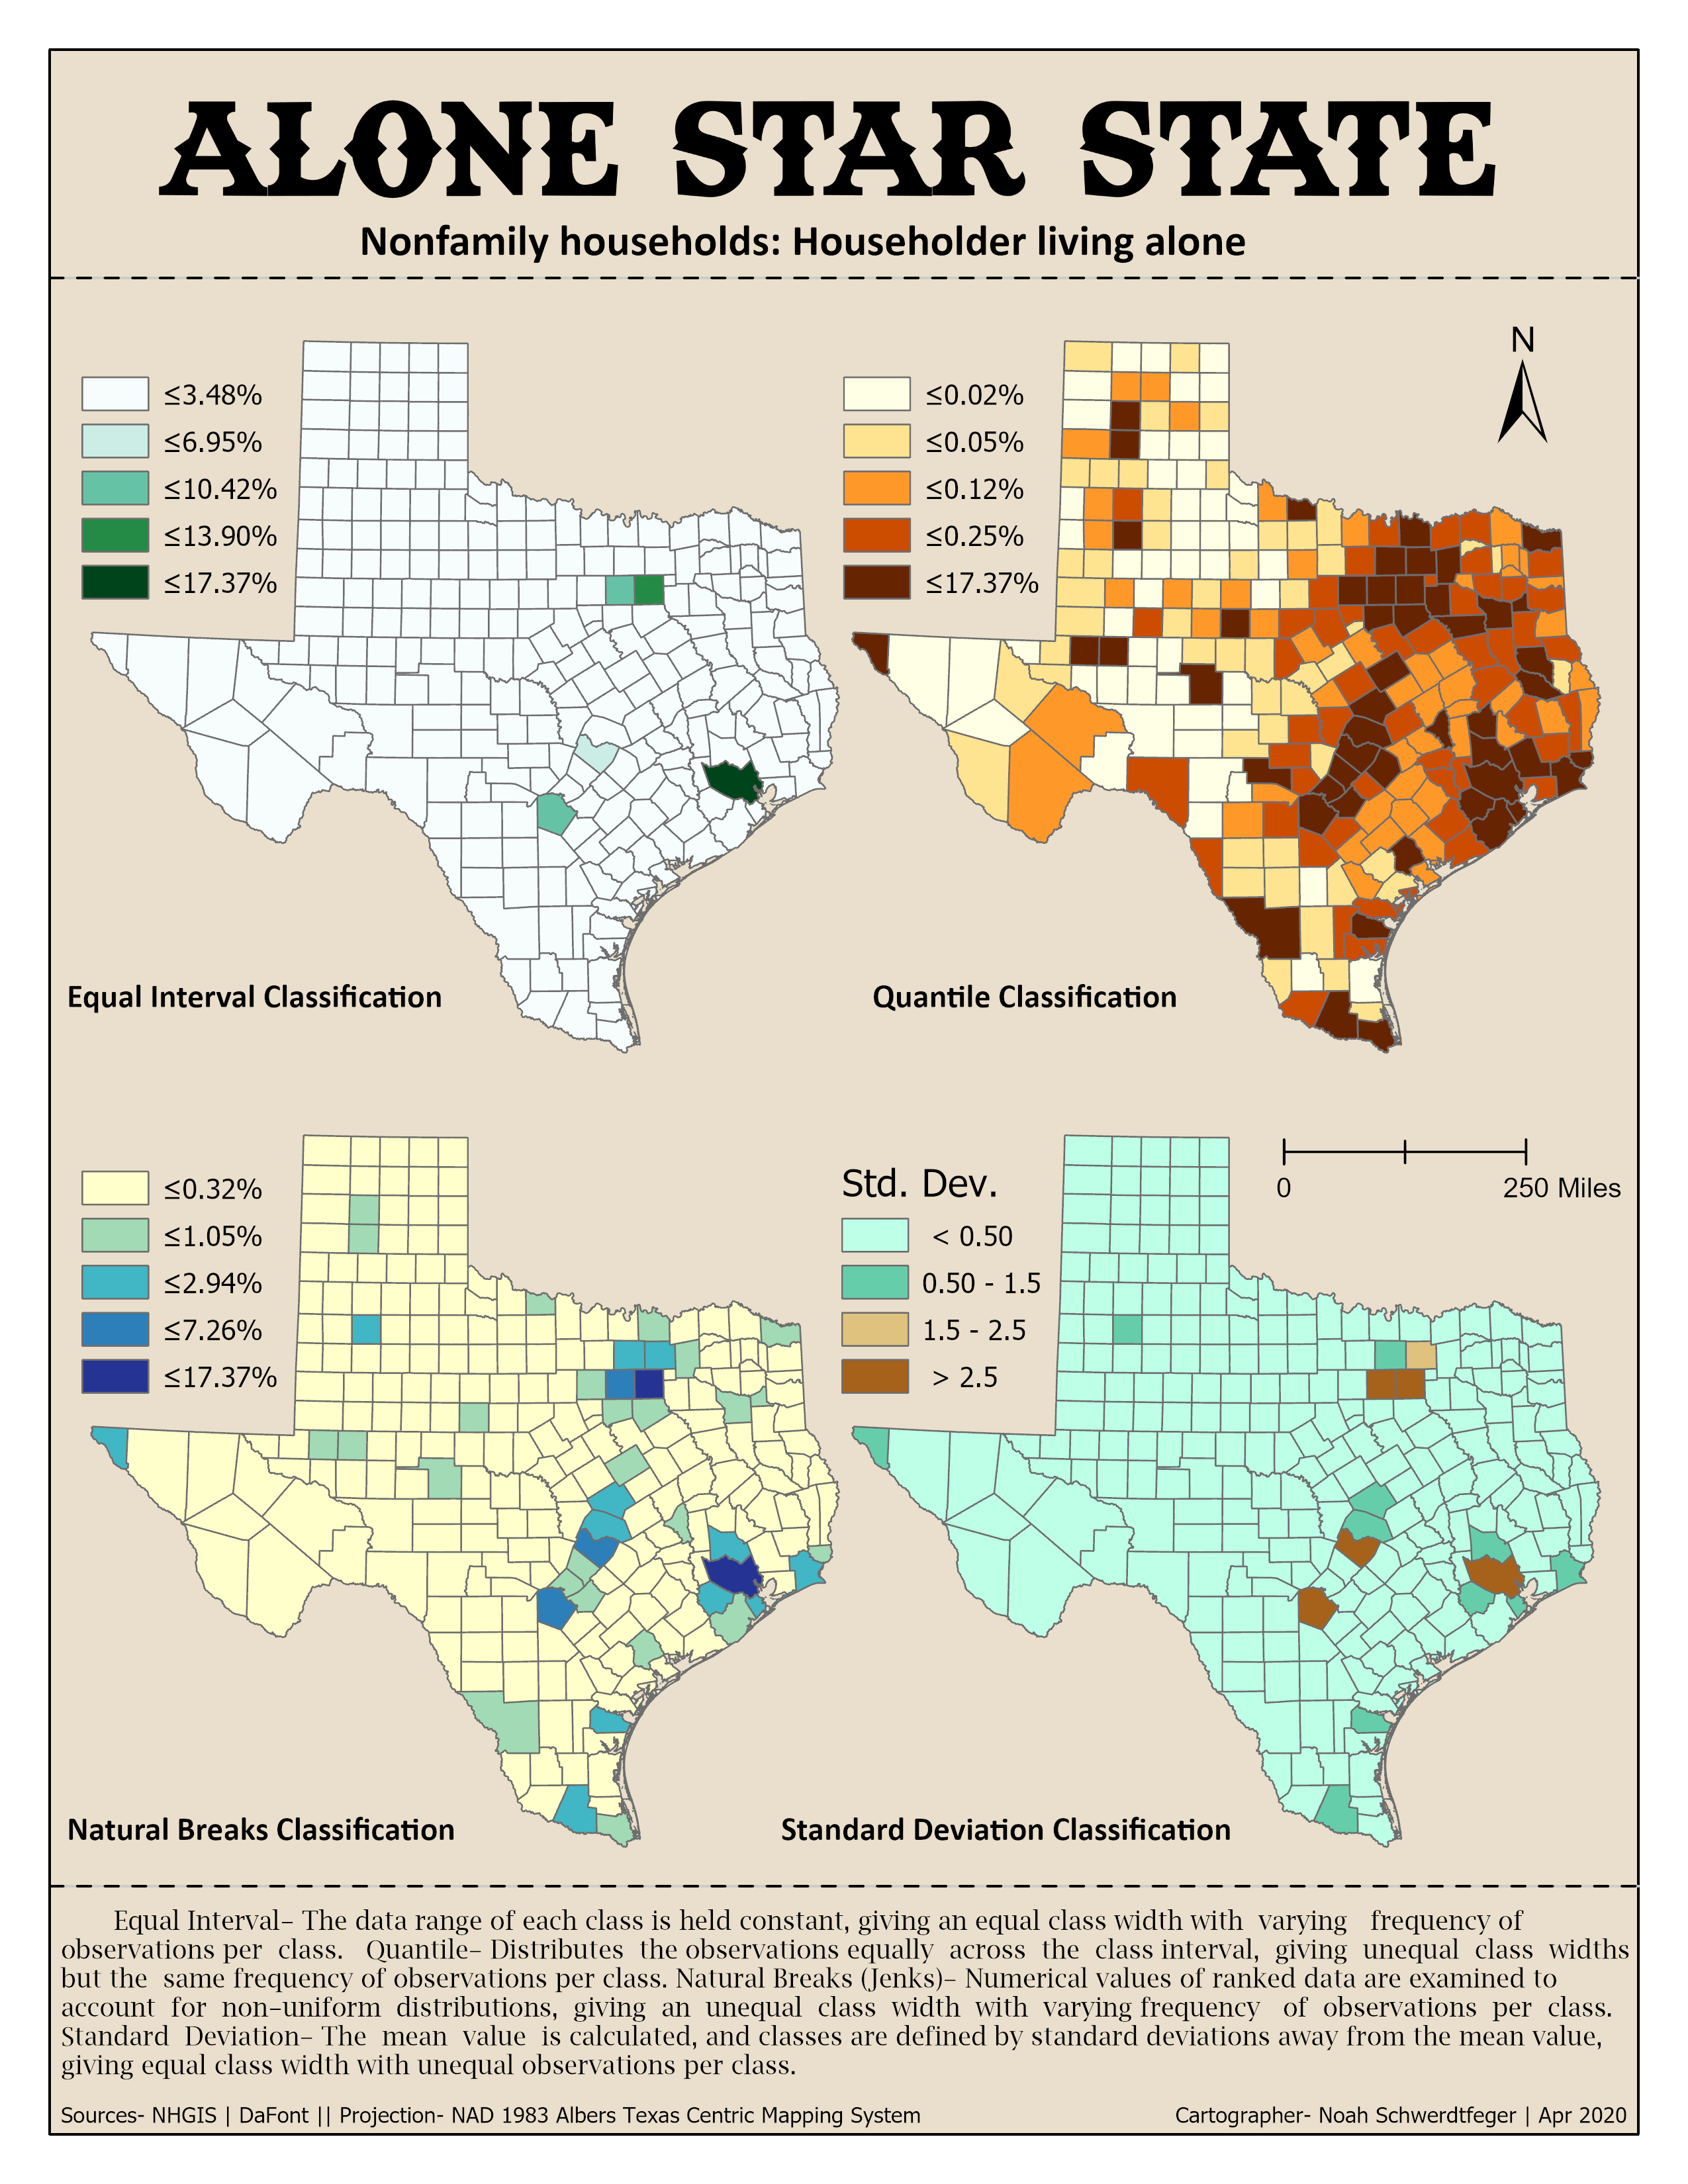 ALONE STAR STATE
Nonfamily households: Householder living alone
≤3.48%
≤6.95%
≤10.42%
≤13.90%
≤17.37%
Equal Interval Classification
≤0.02%
≤0.05%
≤0.12%
≤0.25%
≤17.37%
N
Quantile Classification
≤0.32%
≤1.05%
≤2.94%
≤7.26%
≤17.37%
Natural Breaks Classification
Std. Dev.
< 0.50
0.50 - 1.5
1.5 - 2.5
> 2.5
0 250 Miles
Standard Deviation Classification
Equal Interval– The data range of each class is held constant, giving an equal class width with varying frequency of
observations per class. Quantile– Distributes the observations equally across the class interval, giving unequal class widths
but the same frequency of observations per class. Natural Breaks (Jenks)– Numerical values of ranked data are examined to
account for non–uniform distributions, giving an unequal class width with varying frequency of observations per class.
Standard Deviation– The mean value is calculated, and classes are defined by standard deviations away from the mean value,
giving equal class width with unequal observations per class.
Sources- NHGIS | DaFont || Projection- NAD 1983 Albers Texas Centric Mapping System
Cartographer- Noah Schwerdtfeger | Apr 2020